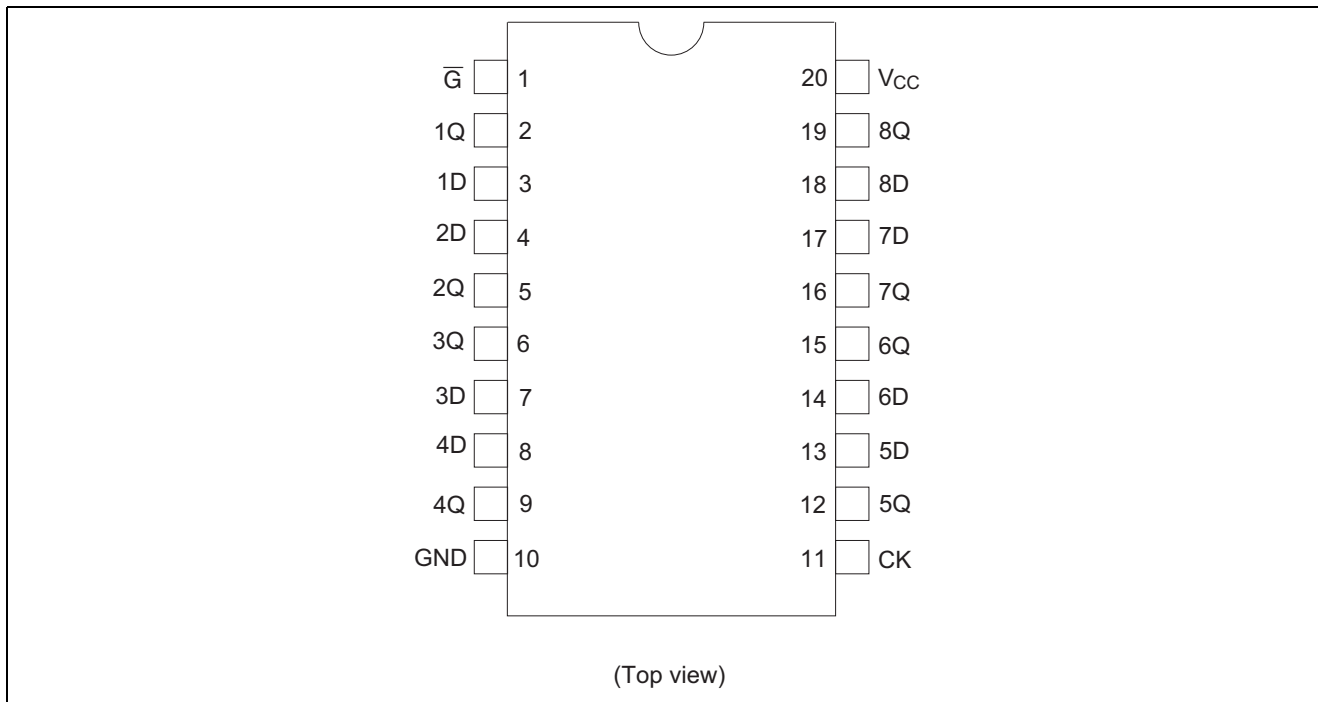 G̅ 1 20 VCC
1Q 2 19 8Q
1D 3 18 8D
2D 4 17 7D
2Q 5 16 7Q
3Q 6 15 6Q
3D 7 14 6D
4D 8 13 5D
4Q 9 12 5Q
GND 10 11 CK
(Top view)